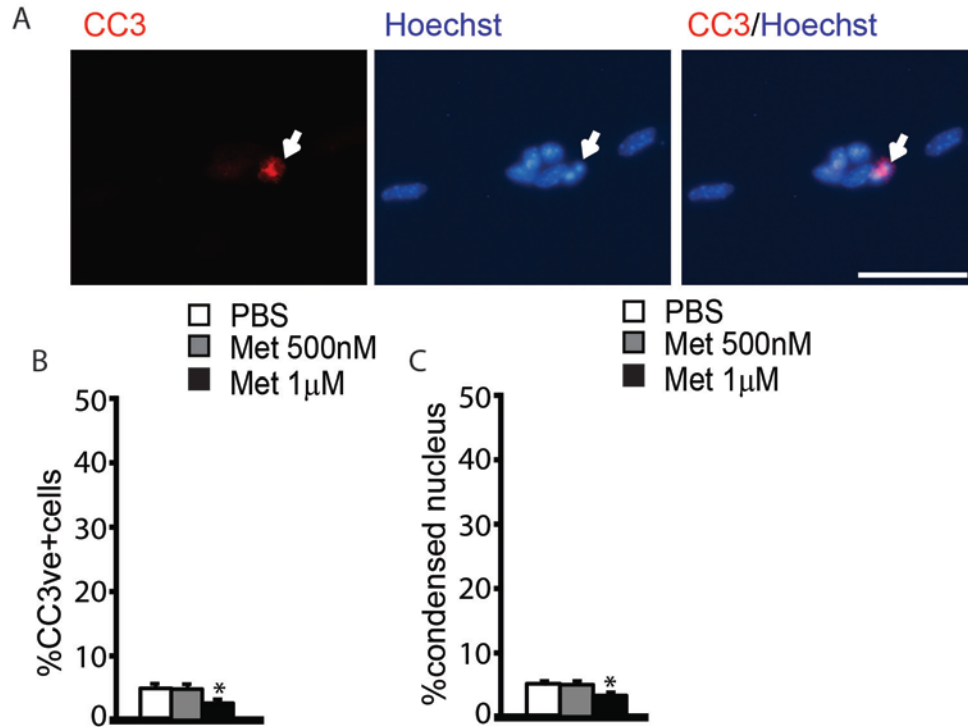 A
CC3
Hoechst
CC3/Hoechst
PBS
Met 500nM
Met 1μM
B
%CC3ve+cells
50
40
30
20
10
0
*
PBS
Met 500nM
Met 1μM
C
%condensed nucleus
50
40
30
20
10
0
*